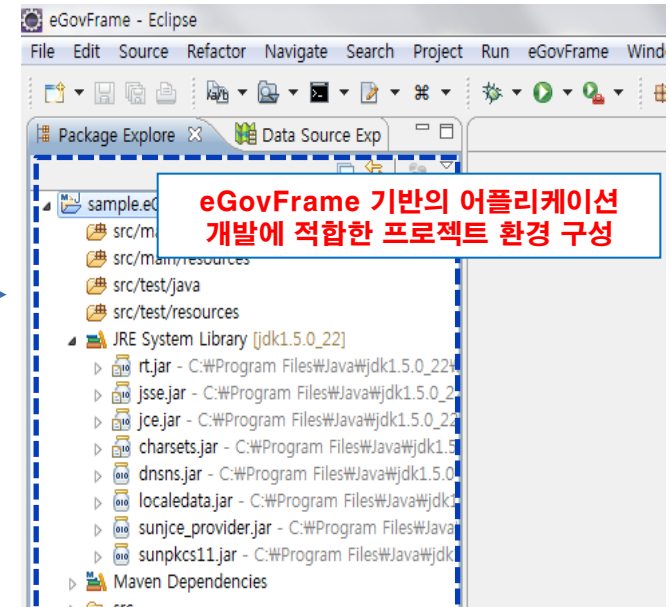 eGovFrame - Eclipse
File Edit Source Refactor Navigate Search Project Run eGovFrame Wind
Package Explore Data Source Exp
sample.eG
eGovFrame 기반의 어플리케이션
개발에 적합한 프로젝트 환경 구성
src/ma
src/main/resources
src/test/java
src/test/resources
JRE System Library [jdk1.5.0_22]
rt.jar - C:₩Program Files₩Java₩jdk1.5.0_22₩
jsse.jar - C:₩Program Files₩Java₩jdk1.5.0_2
jce.jar - C:₩Program Files₩Java₩jdk1.5.0_22
charsets.jar - C:₩Program Files₩Java₩jdk1.5
dnsns.jar - C:₩Program Files₩Java₩jdk1.5.0
localedata.jar - C:₩Program Files₩Java₩jdk1
sunjce_provider.jar - C:₩Program Files₩Java
sunpkcs11.jar - C:₩Program Files₩Java₩jdk
Maven Dependencies